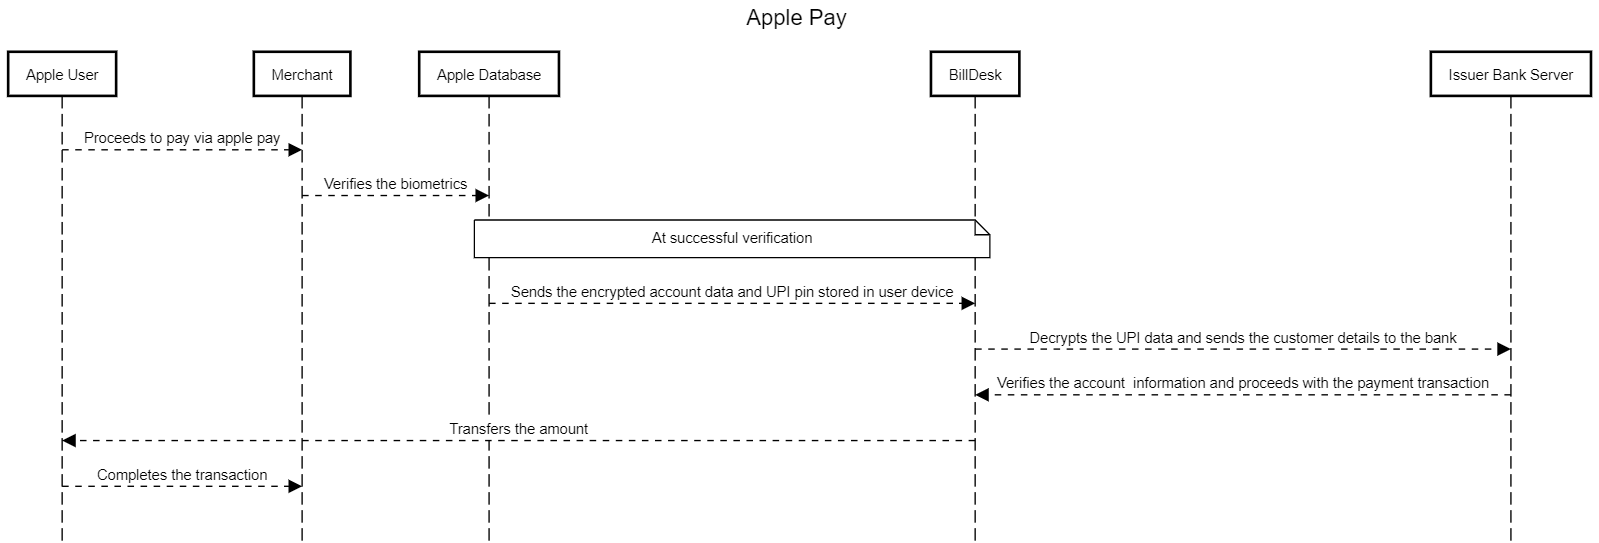 Apple Pay
Apple User
Merchant
Apple Database
BillDesk
Issuer Bank Server
Proceeds to pay via apple pay
Verifies the biometrics
At successful verification
Sends the encrypted account data and UPI pin stored in user device
Decrypts the UPI data and sends the customer details to the bank
Verifies the account  information and proceeds with the payment transaction
Transfers the amount
Completes the transaction